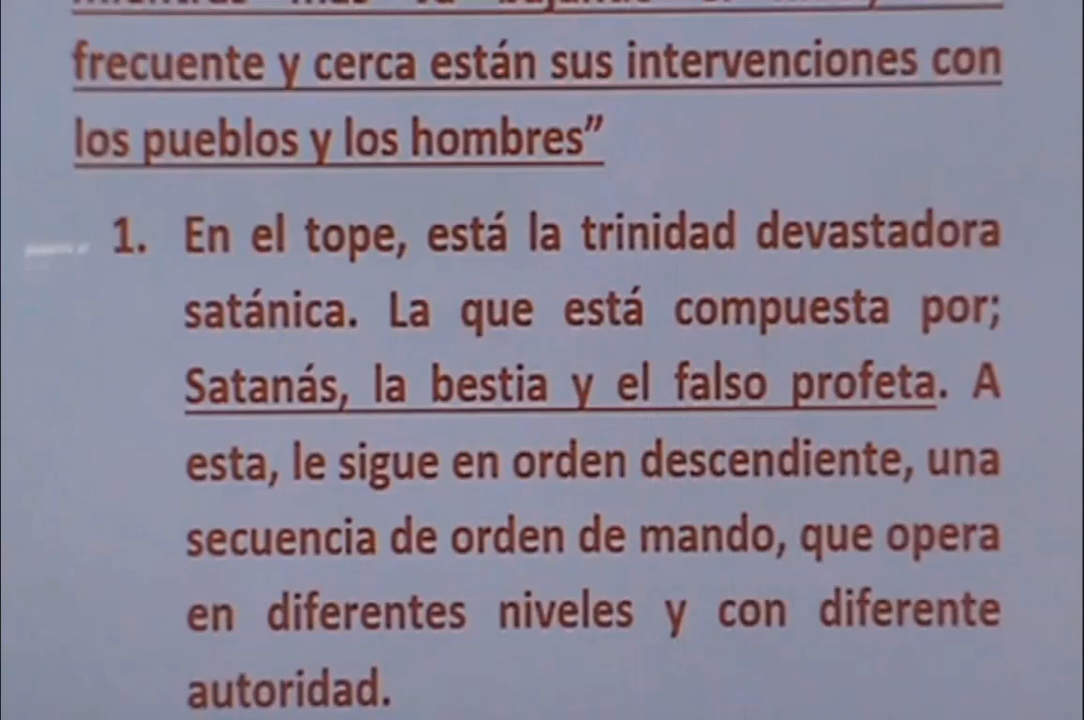 frecuente y cerca están sus intervenciones con
los pueblos y los hombres”
1. En el tope, está la trinidad devastadora
satánica. La que está compuesta por;
Satanás, la bestia y el falso profeta. A
esta, le sigue en orden descendiente, una
secuencia de orden de mando, que opera
en diferentes niveles y con diferente
autoridad.